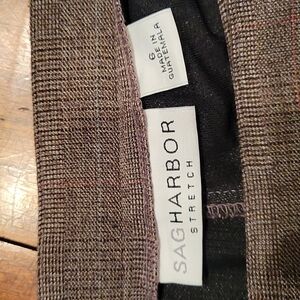 6
MADE IN
GUATEMALA
SAGHARBOR
STRETCH